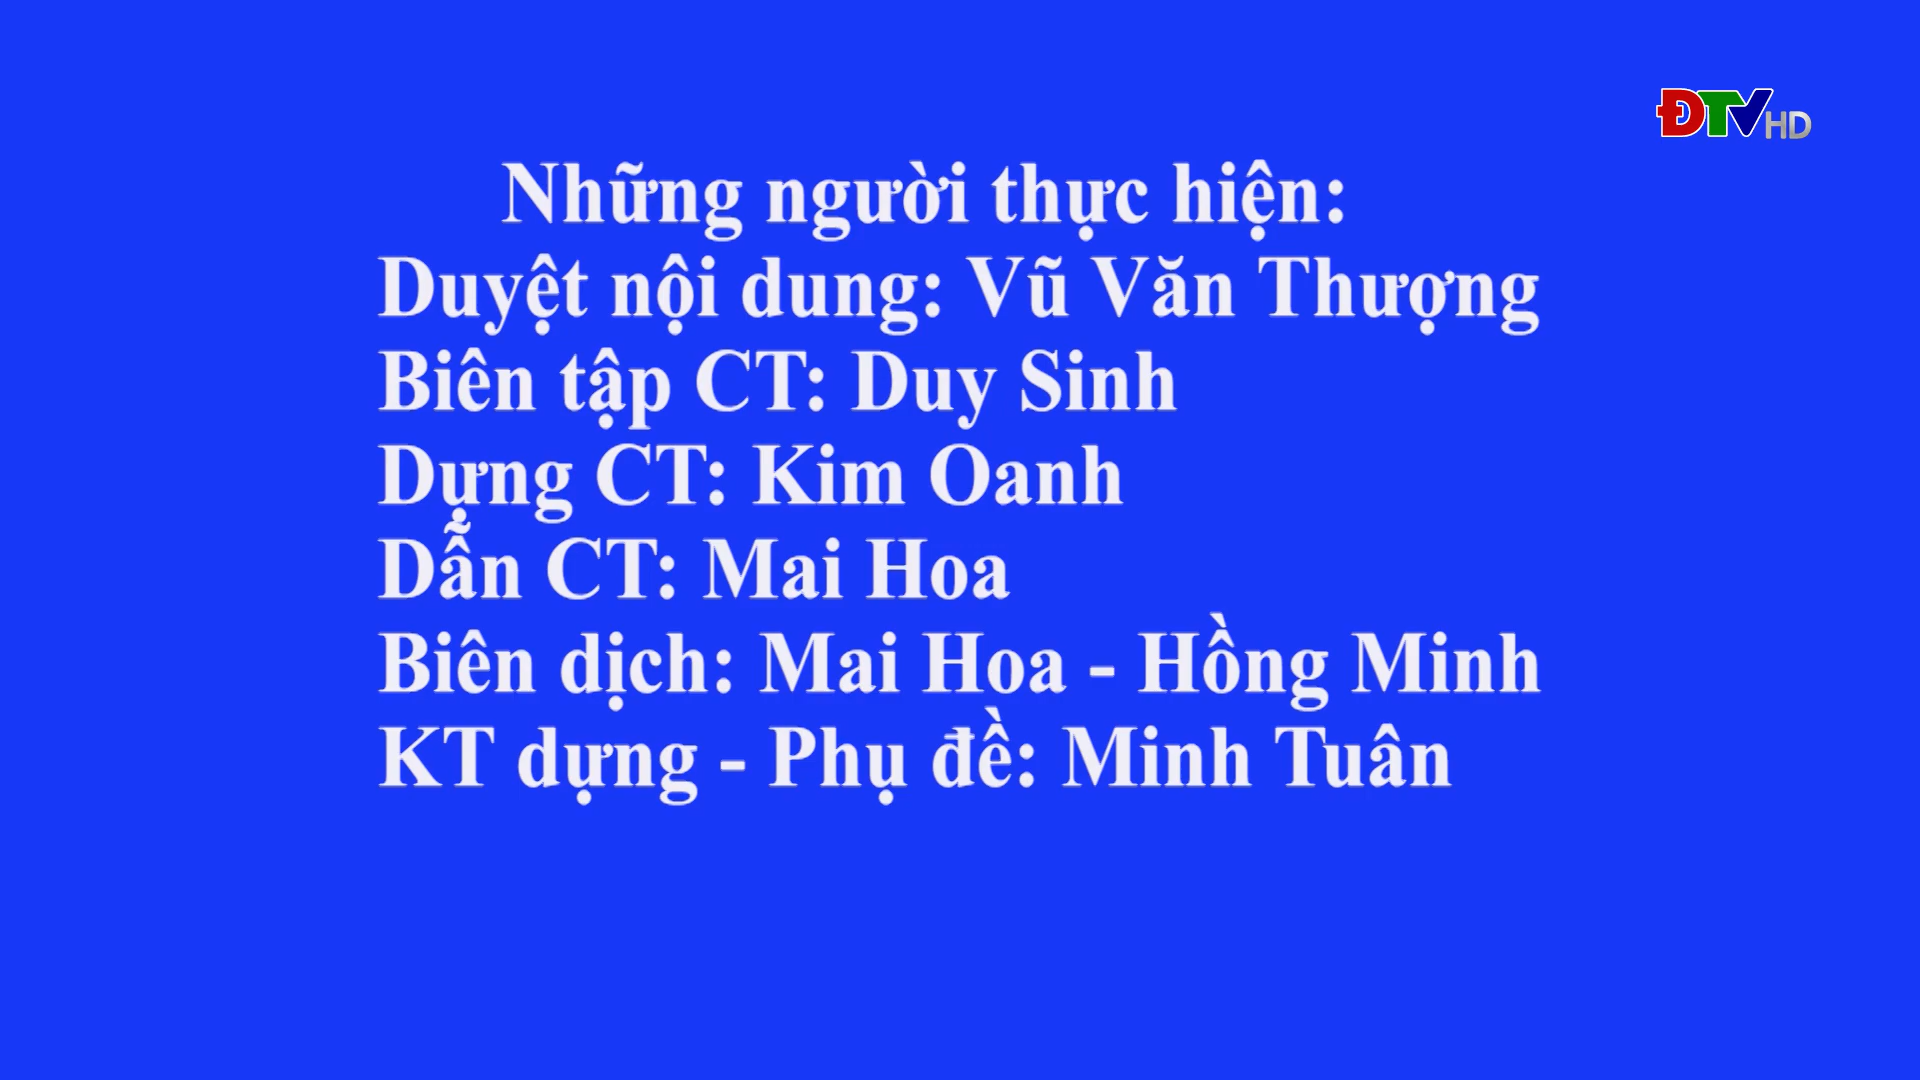 ĐTV HD
Những người thực hiện:
Duyệt nội dung: Vũ Văn Thượng
Biên tập CT: Duy Sinh
Dựng CT: Kim Oanh
Dẫn CT: Mai Hoa
Biên dịch: Mai Hoa - Hồng Minh
KT dựng - Phụ đề: Minh Tuân